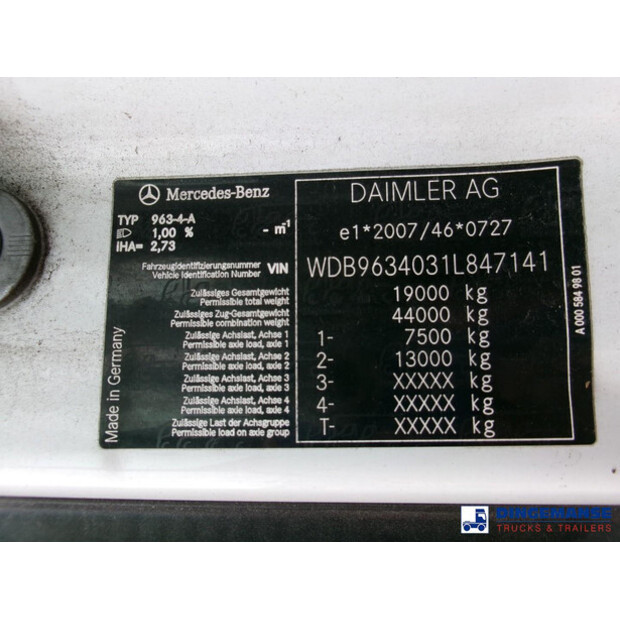 Mercedes-Benz
DAIMLER AG
TYP 963-4-A
1,00 % - m-1
IHA= 2,73
e1*2007/46*0727
Fahrzeugidentifizierungsnummer
Vehicle Identification Number VIN WDB9634031L847141
Zulässiges Gesamtgewicht
Permissible total weight 19000 kg
Zulässiges Zug-Gesamtgewicht
Permissible combination weight 44000 kg
Zulässige Achslast, Achse 1
Permissible axle load, axle 1 1- 7500 kg
Zulässige Achslast, Achse 2
Permissible axle load, axle 2 2- 13000 kg
Zulässige Achslast, Achse 3
Permissible axle load, axle 3 3- XXXXX kg
Zulässige Achslast, Achse 4
Permissible axle load, axle 4 4- XXXXX kg
Zulässige Last der Achsgruppe
Permissible load on axle group T- XXXXX kg
Made in Germany
A 000 584 98 01
TRUCKS & TRAILERS